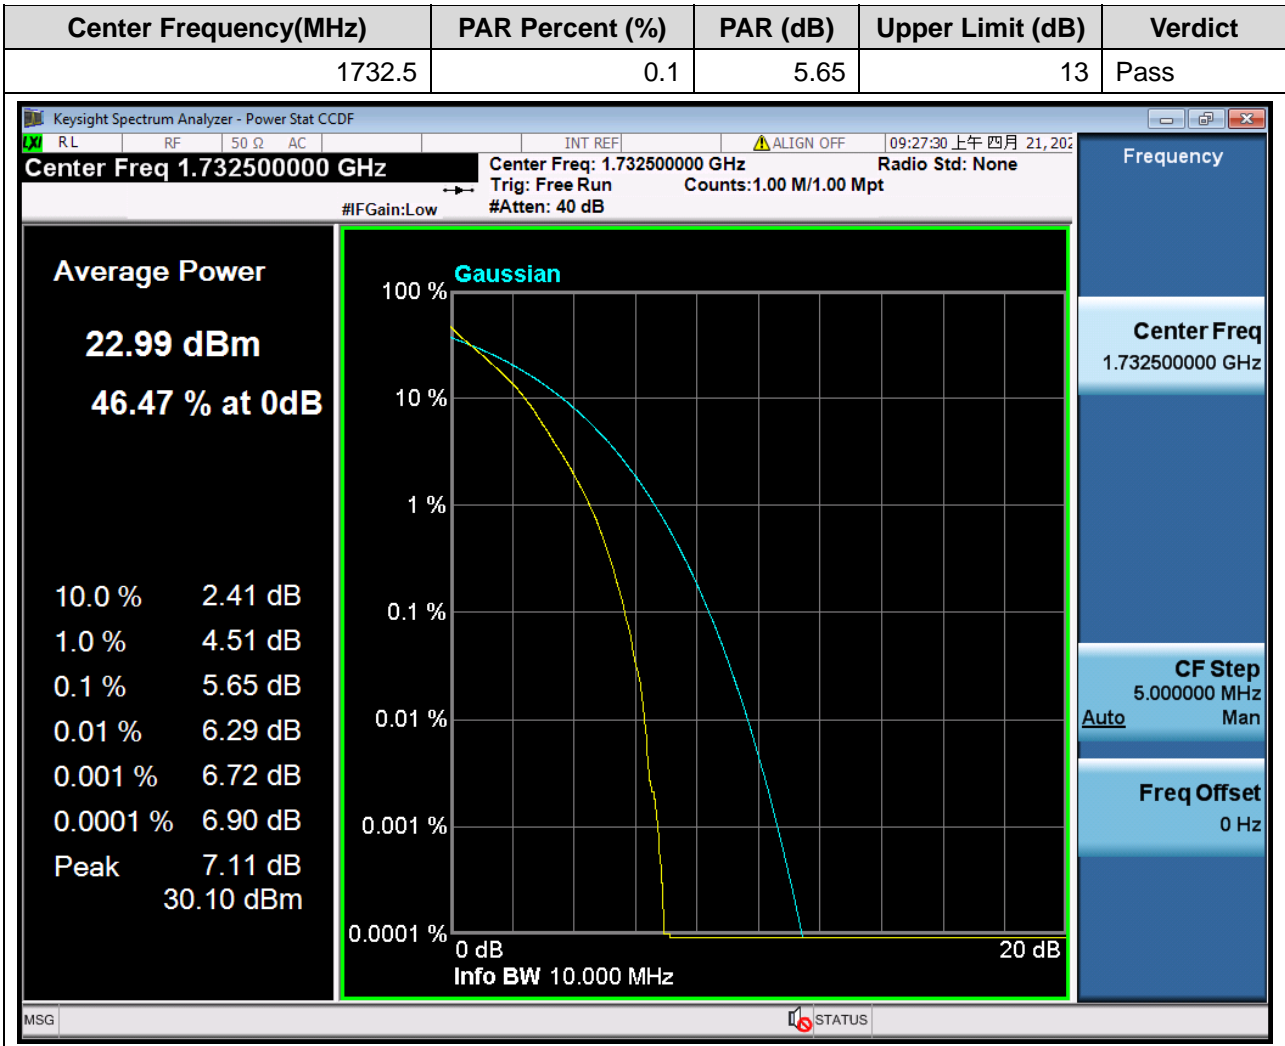 Center Frequency(MHz) PAR Percent (%) PAR (dB) Upper Limit (dB) Verdict
1732.5 0.1 5.65 13 Pass
Keysight Spectrum Analyzer - Power Stat CCDF
LXI RL RF 50 Ω AC INT REF ALIGN OFF 09:27:30 上午 四月 21, 202
Center Freq 1.732500000 GHz
#IFGain:Low
Center Freq: 1.732500000 GHz Radio Std: None
Trig: Free Run Counts:1.00 M/1.00 Mpt
#Atten: 40 dB
Average Power
22.99 dBm
46.47 % at 0dB
10.0 % 2.41 dB
1.0 % 4.51 dB
0.1 % 5.65 dB
0.01 % 6.29 dB
0.001 % 6.72 dB
0.0001 % 6.90 dB
Peak 7.11 dB
30.10 dBm
Gaussian
100 %
10 %
1 %
0.1 %
0.01 %
0.001 %
0.0001 %
0 dB 20 dB
Info BW 10.000 MHz
Frequency
Center Freq
1.732500000 GHz
CF Step
5.000000 MHz
Auto Man
Freq Offset
0 Hz
MSG STATUS